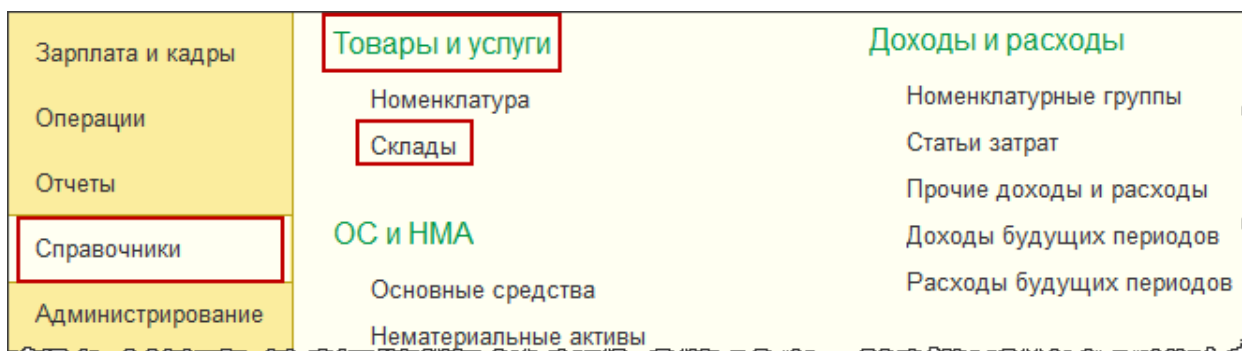 Зарплата и кадры
Операции
Отчеты
Справочники
Администрирование
Товары и услуги
Номенклатура
Склады
ОС и НМА
Основные средства
Нематериальные активы
Доходы и расходы
Номенклатурные группы
Статьи затрат
Прочие доходы и расходы
Доходы будущих периодов
Расходы будущих периодов